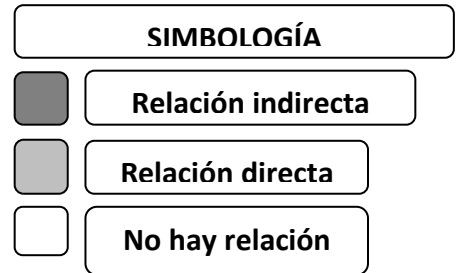 SIMBOLOGÍA
Relación indirecta
Relación directa
No hay relación